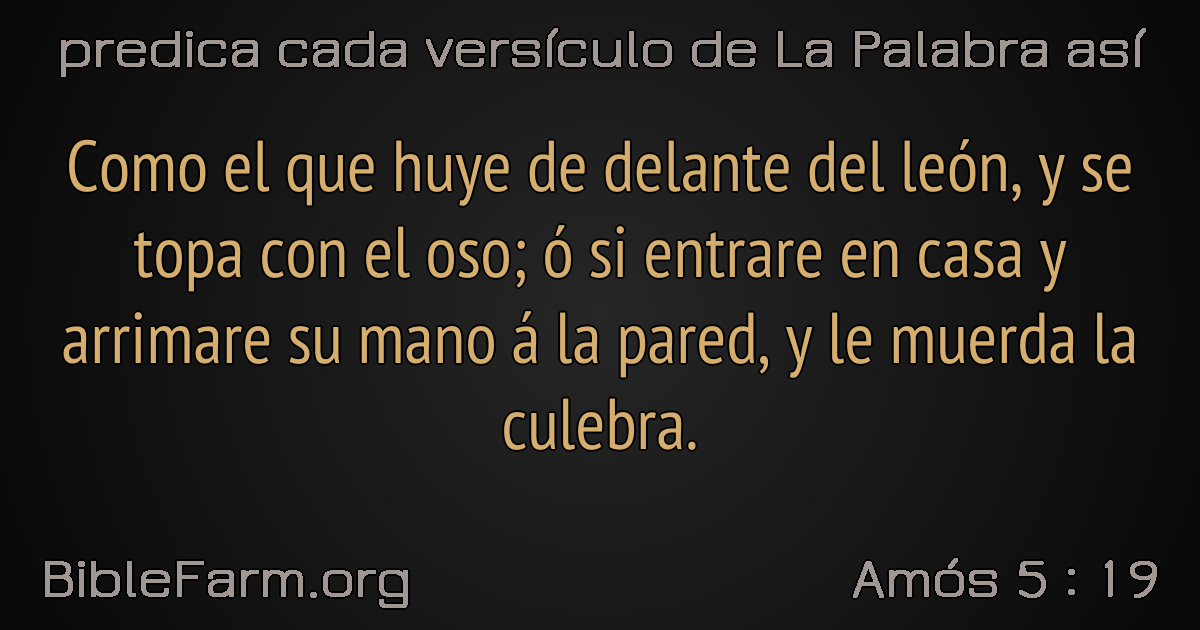 predica cada versículo de La Palabra así
Como el que huye de delante del león, y se
topa con el oso; ó si entrare en casa y
arrimare su mano á la pared, y le muerda la
culebra.
BibleFarm.org
Amós 5 : 19